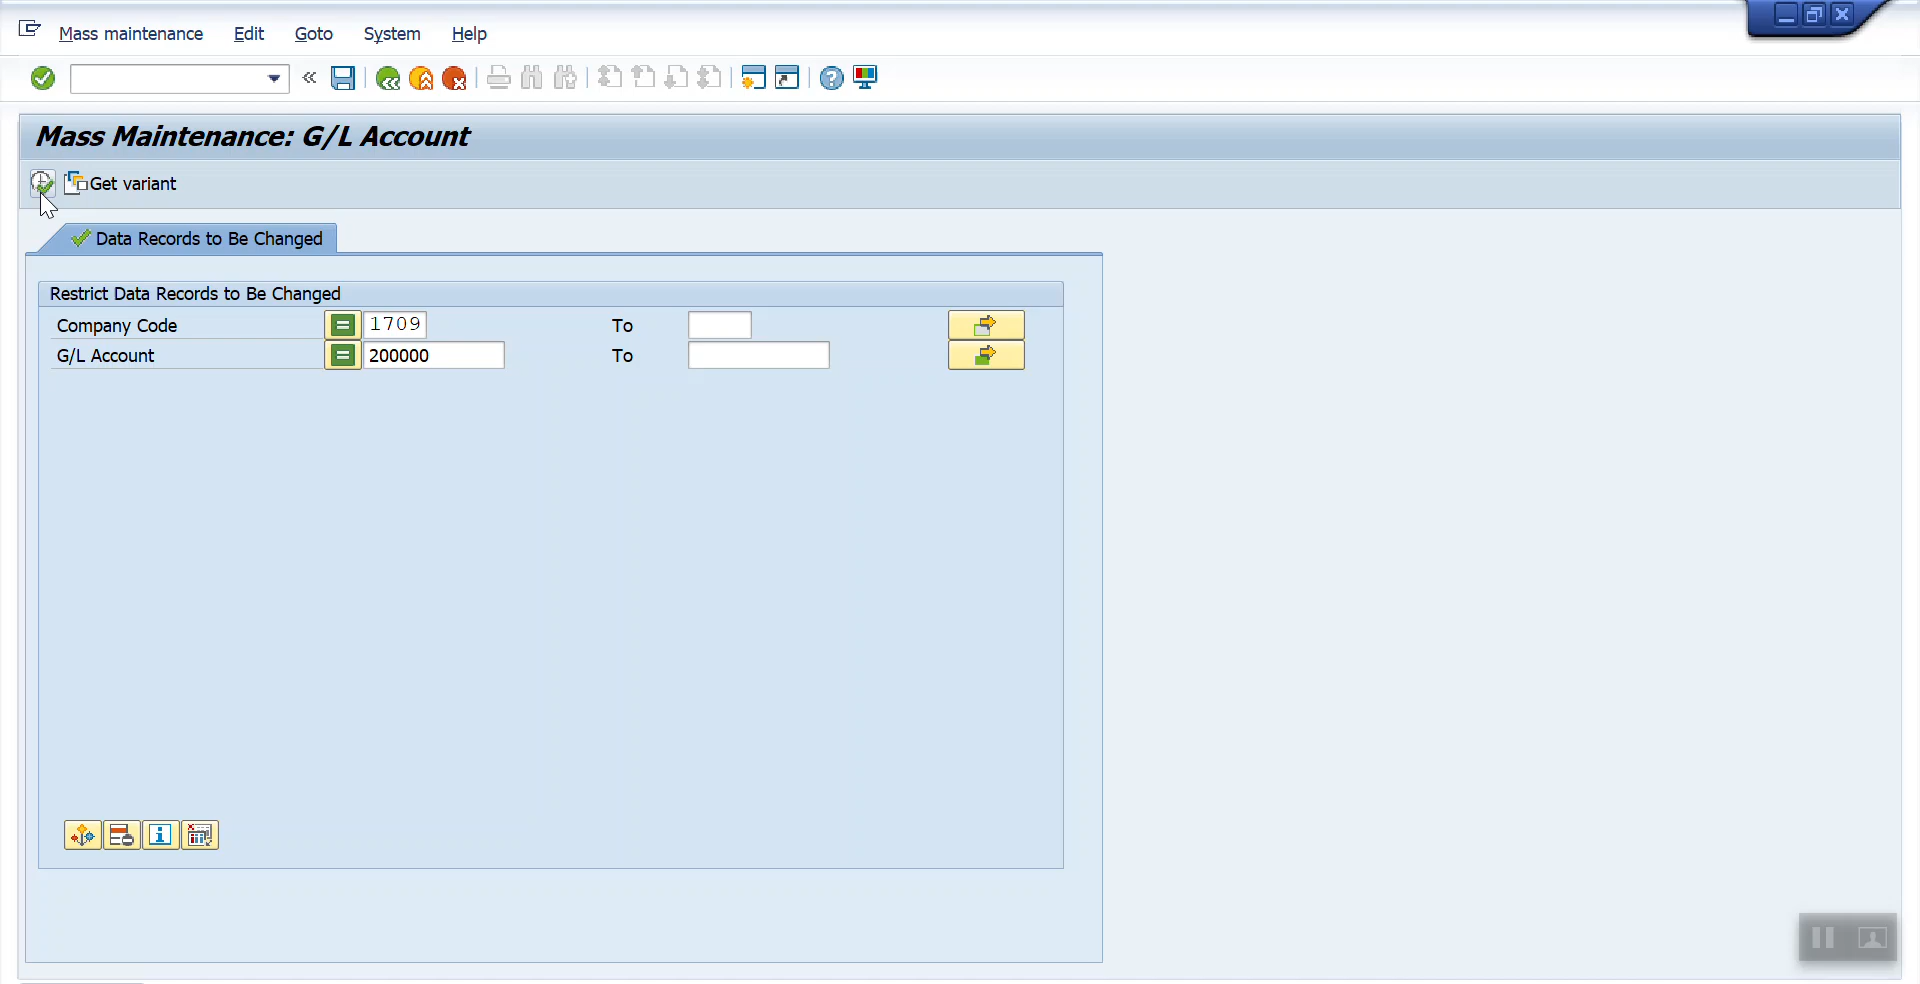 Mass maintenance Edit Goto System Help
Mass Maintenance: G/L Account
Get variant
Data Records to Be Changed
Restrict Data Records to Be Changed
Company Code 1709 To
G/L Account 200000 To